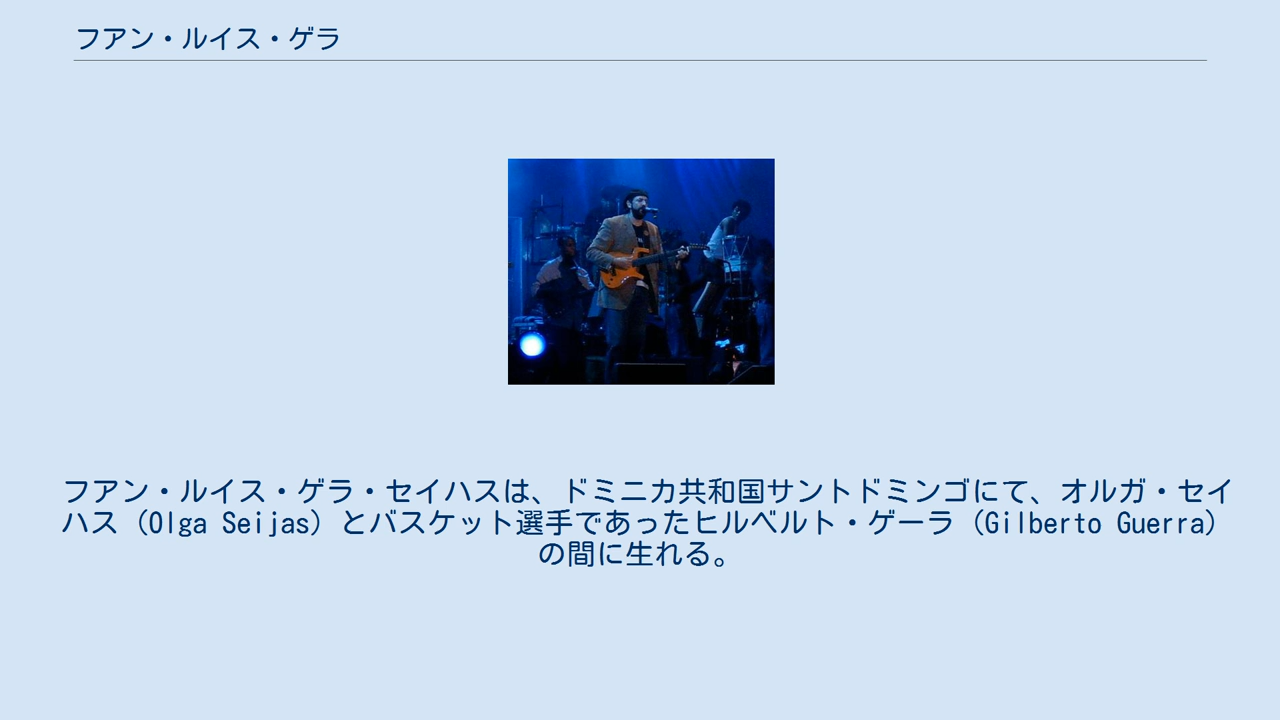 フアン・ルイス・ゲラ
フアン・ルイス・ゲラ・セイハスは、ドミニカ共和国サントドミンゴにて、オルガ・セイ
ハス（Olga Seijas）とバスケット選手であったヒルベルト・ゲーラ（Gilberto Guerra）
の間に生れる。